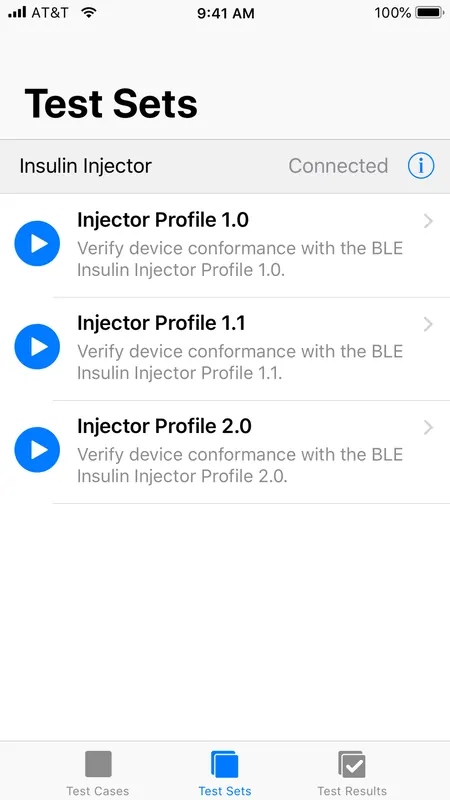 AT&T 9:41 AM 100%
Test Sets
Insulin Injector Connected
Injector Profile 1.0
Verify device conformance with the BLE
Insulin Injector Profile 1.0.
Injector Profile 1.1
Verify device conformance with the BLE
Insulin Injector Profile 1.1.
Injector Profile 2.0
Verify device conformance with the BLE
Insulin Injector Profile 2.0.
Test Cases Test Sets Test Results